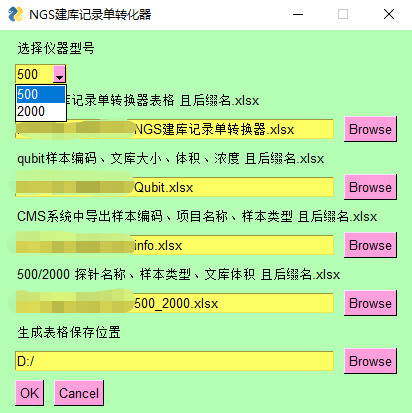 NGS建库记录单转化器
选择仪器型号
500
500
2000
库记录单转换器表格 且后缀名.xlsx
NGS建库记录单转换器.xlsx
Browse
qubit样本编码、文库大小、体积、浓度 且后缀名.xlsx
Qubit.xlsx
Browse
CMS系统中导出样本编码、项目名称、样本类型 且后缀名.xlsx
info.xlsx
Browse
500/2000 探针名称、样本类型、文库体积 且后缀名.xlsx
500_2000.xlsx
Browse
生成表格保存位置
D:/
Browse
OK Cancel